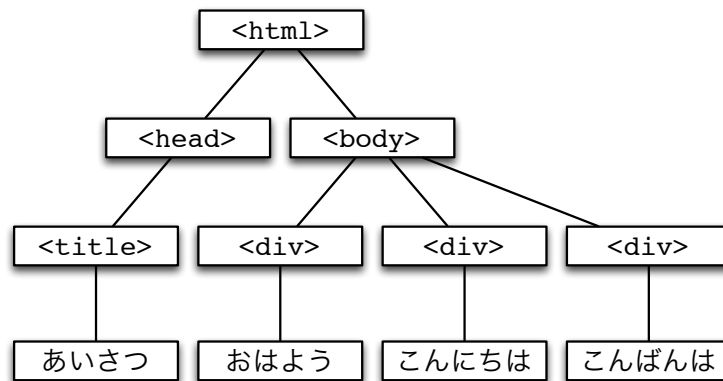 <html>
<head> <body>
<title> <div> <div> <div>
あいさつ おはよう こんにちは こんばんは